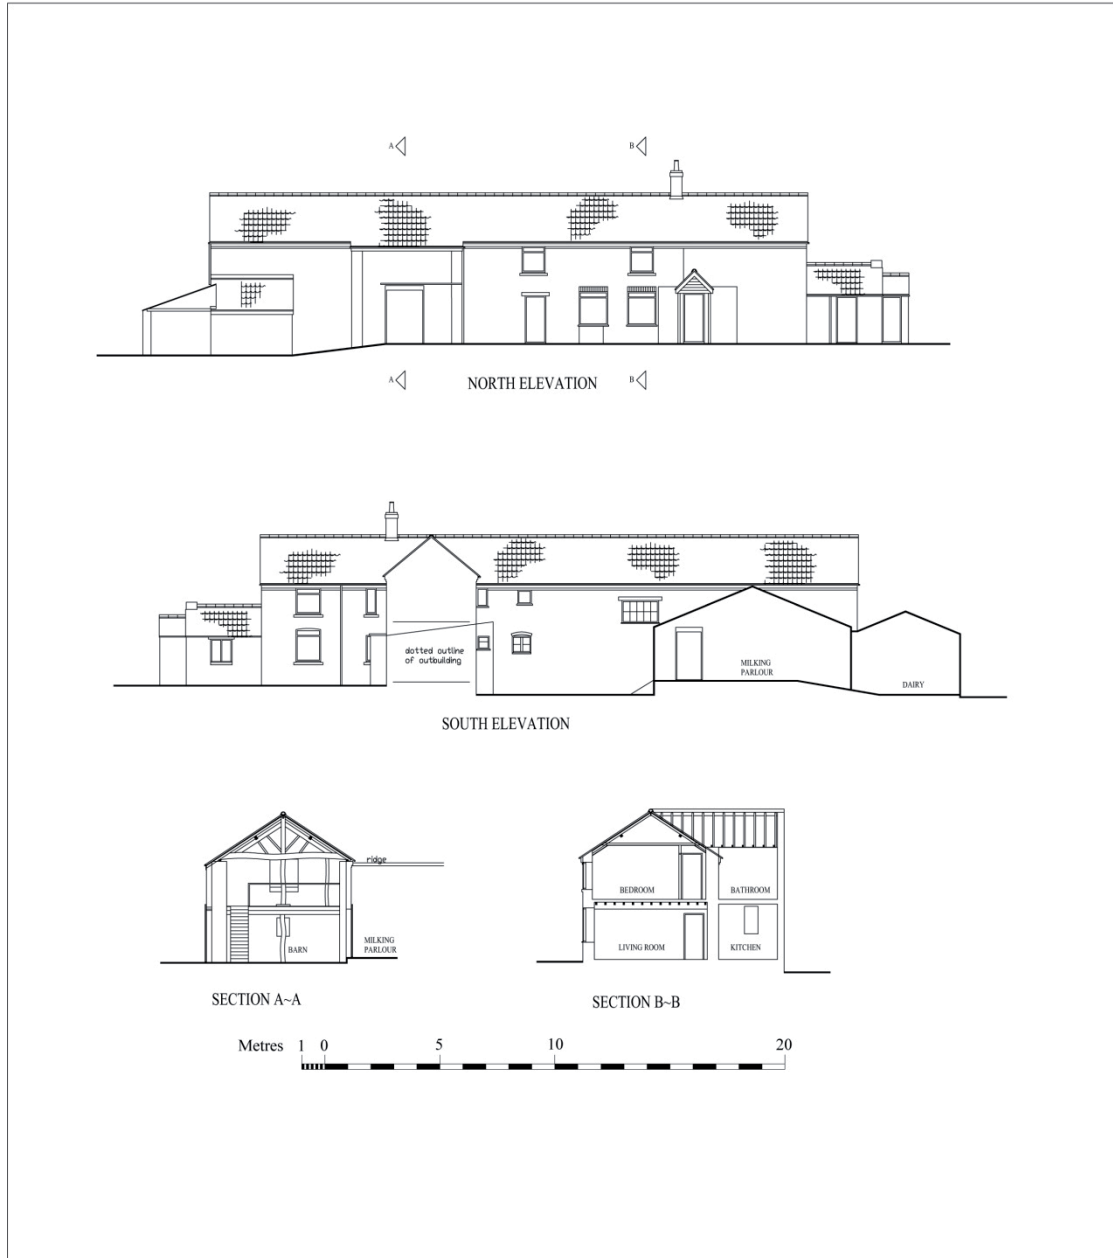 A B
A B
NORTH ELEVATION
dotted outline
of outbuilding
MILKING
PARLOUR
DAIRY
SOUTH ELEVATION
ridge
BARN
MILKING
PARLOUR
SECTION A~A
BEDROOM BATHROOM
LIVING ROOM KITCHEN
SECTION B~B
Metres 1 0 5 10 20